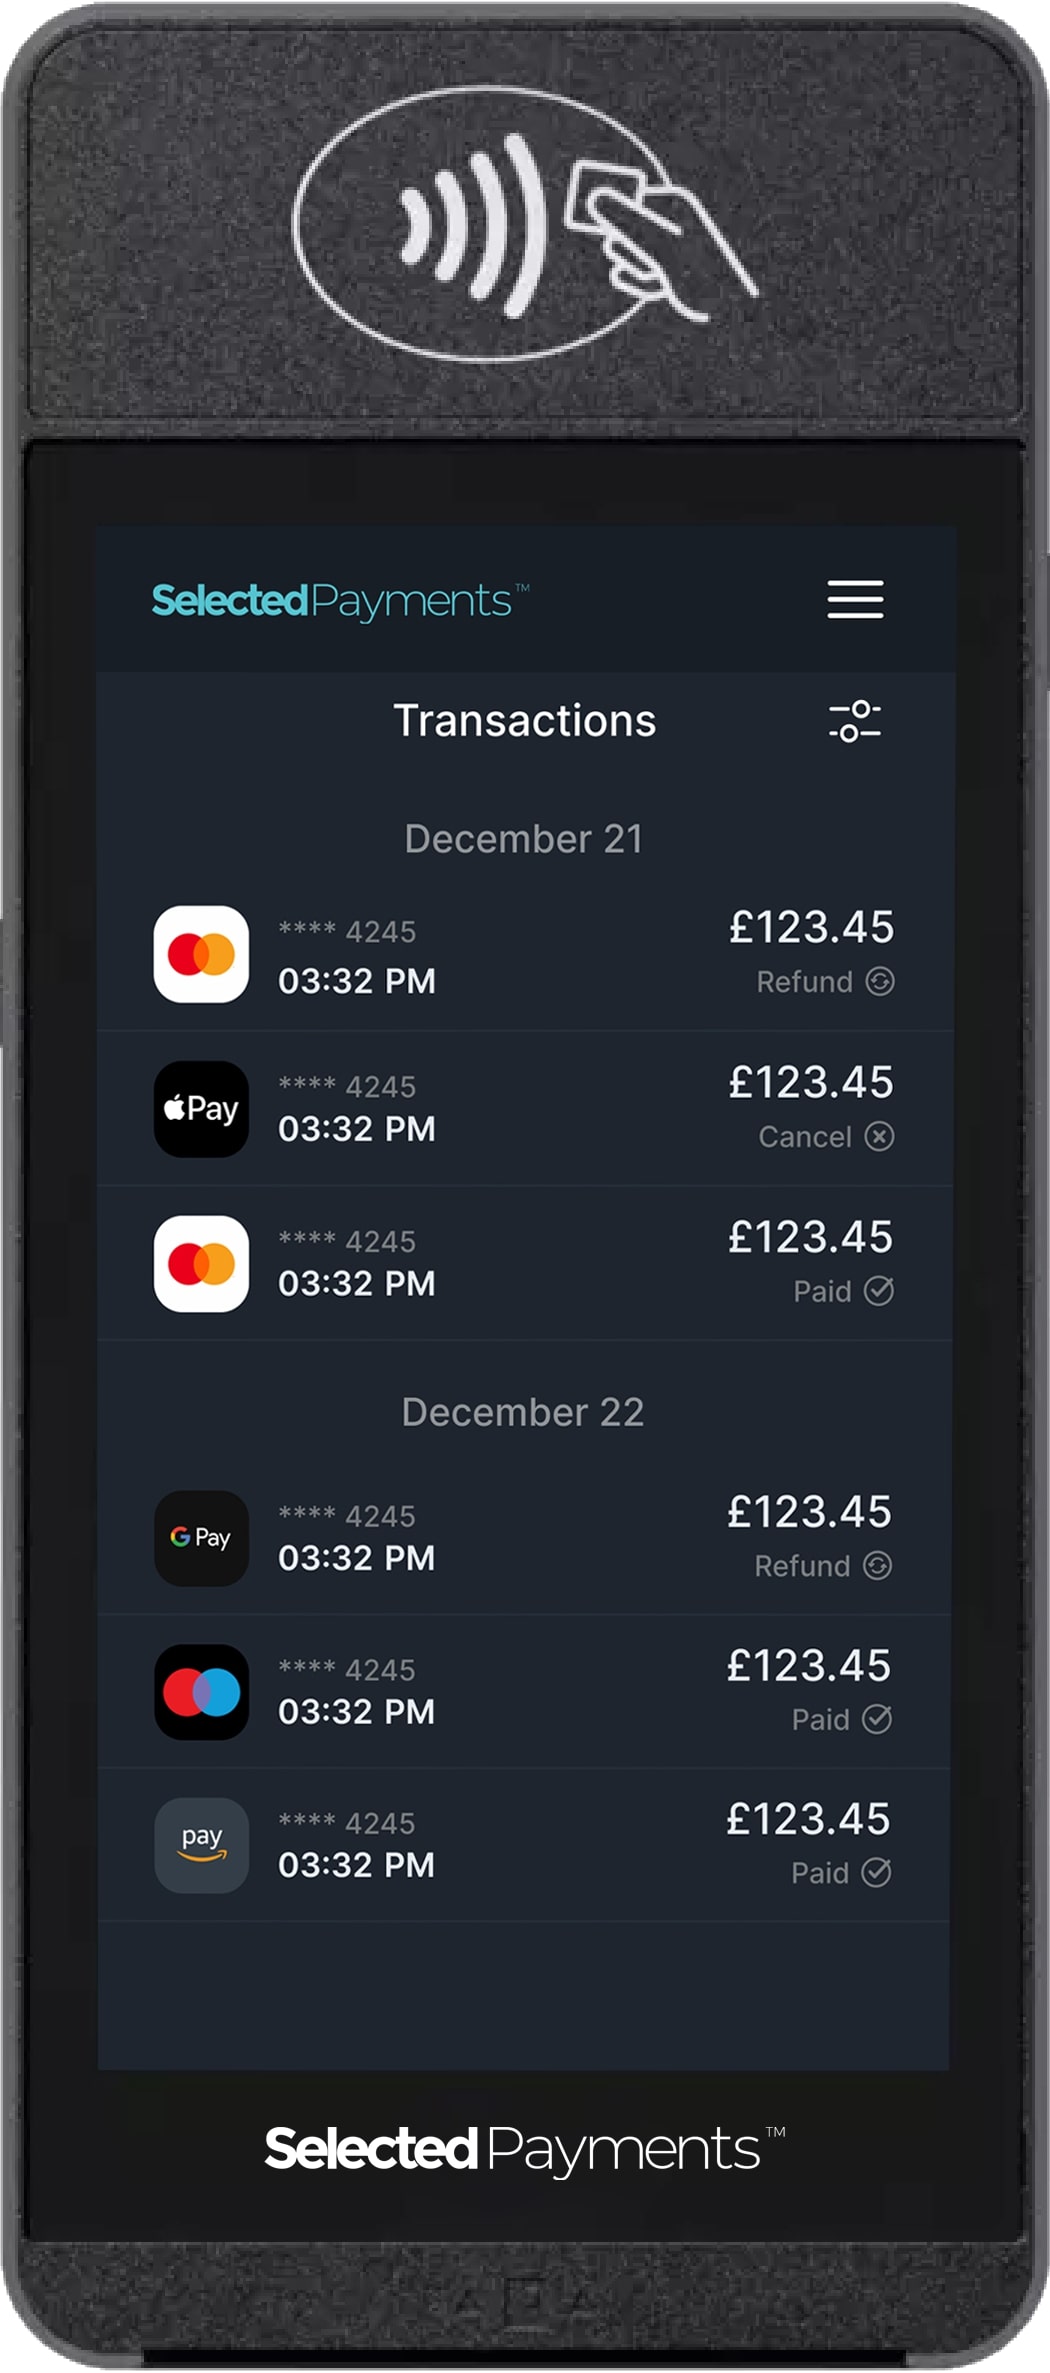 SelectedPayments™
Transactions
December 21
**** 4245
£123.45
03:32 PM
Refund
Pay
**** 4245
£123.45
03:32 PM
Cancel
**** 4245
£123.45
03:32 PM
Paid
December 22
G Pay
**** 4245
£123.45
03:32 PM
Refund
**** 4245
£123.45
03:32 PM
Paid
pay
**** 4245
£123.45
03:32 PM
Paid
SelectedPayments™